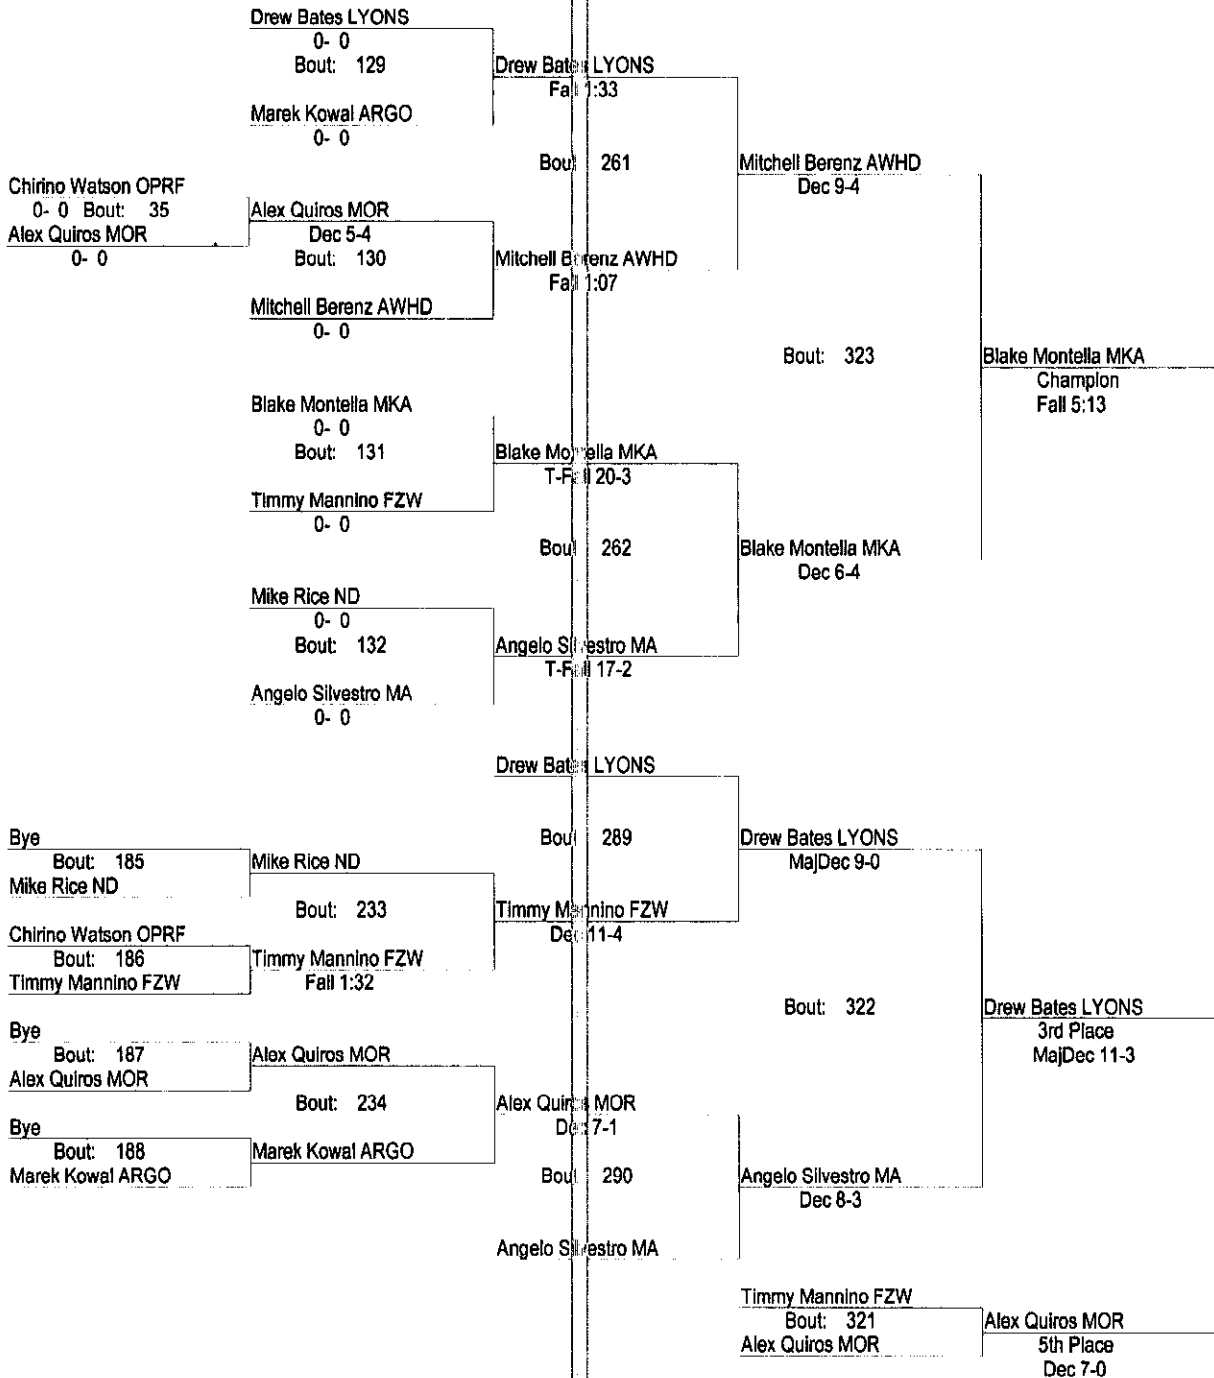 Drew Bates LYONS
0- 0
Bout: 129
Drew Bates LYONS
Fall 1:33
Marek Kowal ARGO
0- 0
Bout 261
Mitchell Berenz AWHD
Dec 9-4
Chirino Watson OPRF
0- 0 Bout: 35
Alex Quiros MOR
0- 0
Alex Quiros MOR
Dec 5-4
Bout: 130
Mitchell Berenz AWHD
Fall 1:07
Mitchell Berenz AWHD
0- 0
Bout: 323
Blake Montella MKA
Champion
Fall 5:13
Blake Montella MKA
0- 0
Bout: 131
Blake Montella MKA
T-Fall 20-3
Timmy Mannino FZW
0- 0
Bout 262
Blake Montella MKA
Dec 6-4
Mike Rice ND
0- 0
Bout: 132
Angelo Silvestro MA
T-Fall 17-2
Angelo Silvestro MA
0- 0
Drew Bates LYONS
Bout 289
Drew Bates LYONS
MajDec 9-0
Bye
Bout: 185
Mike Rice ND
Mike Rice ND
Bout: 233
Timmy Mannino FZW
Dec 11-4
Chirino Watson OPRF
Bout: 186
Timmy Mannino FZW
Timmy Mannino FZW
Fall 1:32
Bout: 322
Drew Bates LYONS
3rd Place
MajDec 11-3
Bye
Bout: 187
Alex Quiros MOR
Alex Quiros MOR
Bout: 234
Alex Quiros MOR
Dec 7-1
Bye
Bout: 188
Marek Kowal ARGO
Marek Kowal ARGO
Bout 290
Angelo Silvestro MA
Dec 8-3
Angelo Silvestro MA
Timmy Mannino FZW
Bout: 321
Alex Quiros MOR
Alex Quiros MOR
5th Place
Dec 7-0